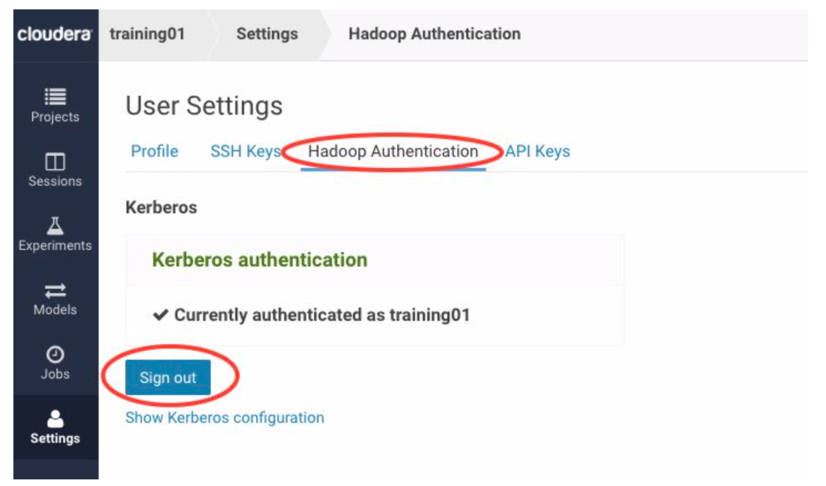 cloudera
training01 Settings Hadoop Authentication
Projects
Sessions
Experiments
Models
Jobs
Settings
User Settings
Profile SSH Keys Hadoop Authentication API Keys
Kerberos
Kerberos authentication
Currently authenticated as training01
Sign out
Show Kerberos configuration